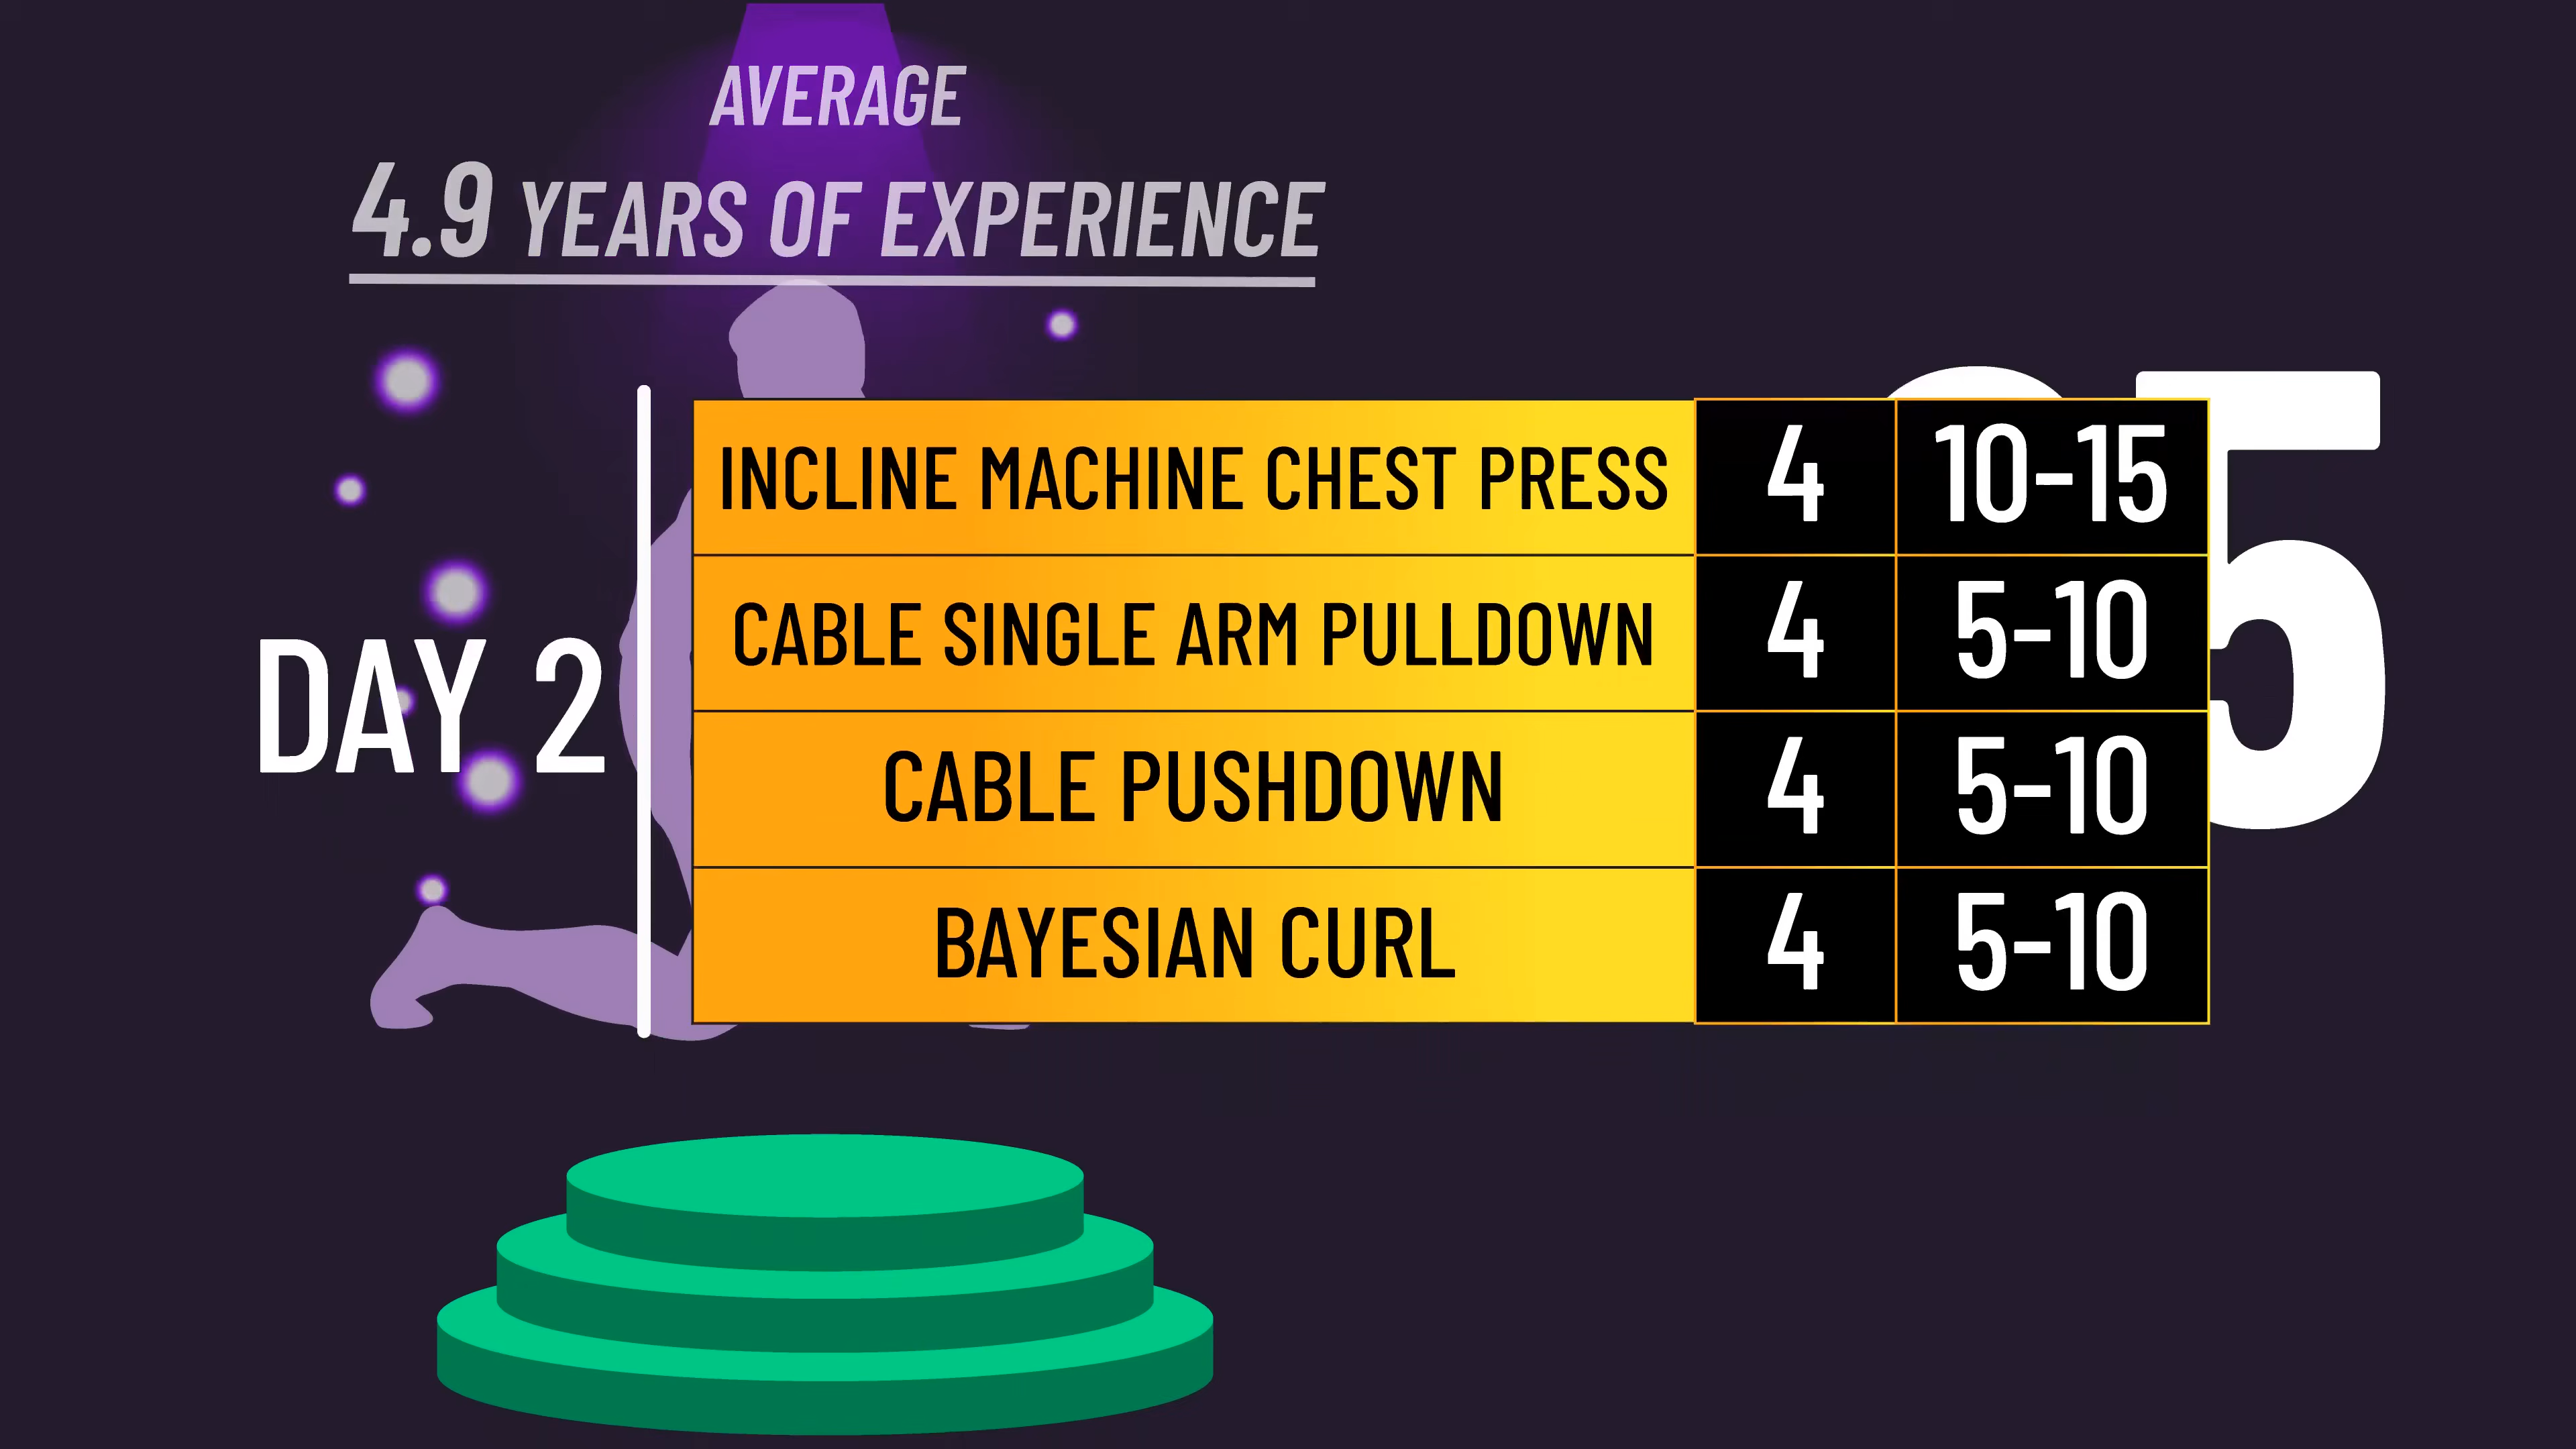 AVERAGE
4.9 YEARS OF EXPERIENCE
DAY 2
INCLINE MACHINE CHEST PRESS 4 10-15
CABLE SINGLE ARM PULLDOWN 4 5-10
CABLE PUSHDOWN 4 5-10
BAYESIAN CURL 4 5-10
5